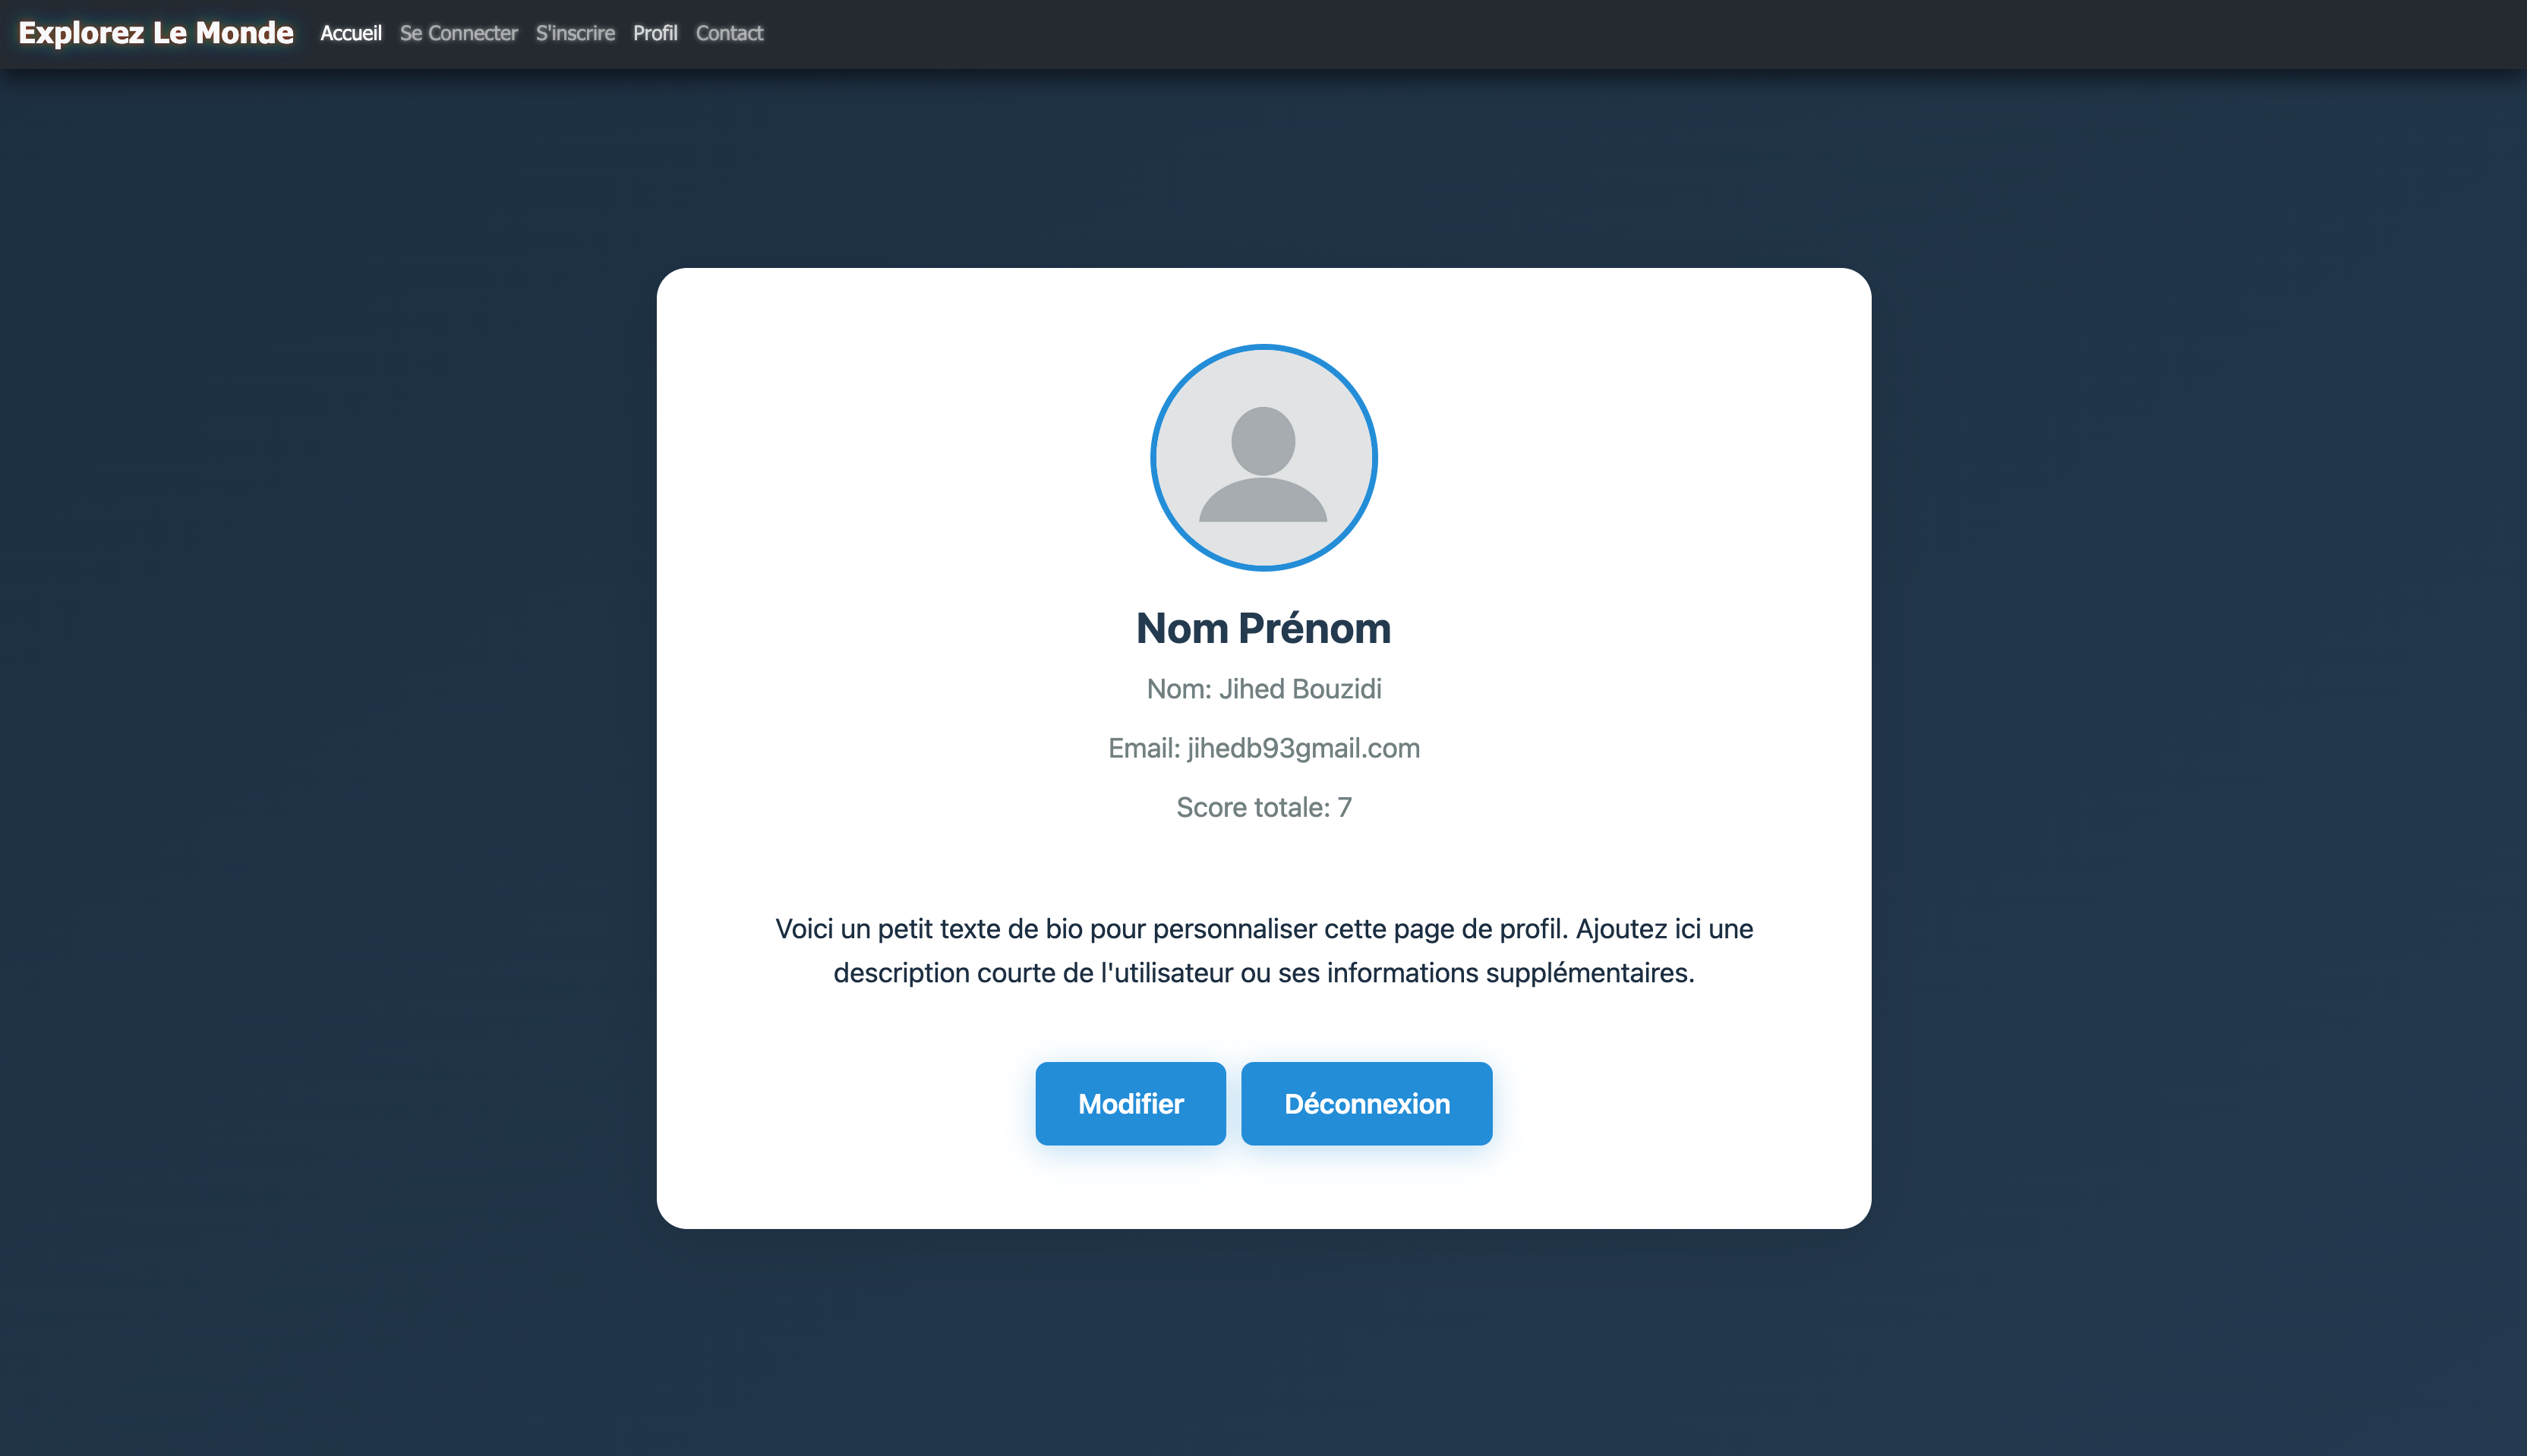 Explorez Le Monde Accueil Se Connecter S'inscrire Profil Contact
Nom Prénom
Nom: Jihed Bouzidi
Email: jihedb93gmail.com
Score totale: 7
Voici un petit texte de bio pour personnaliser cette page de profil. Ajoutez ici une
description courte de l'utilisateur ou ses informations supplémentaires.
Modifier Déconnexion